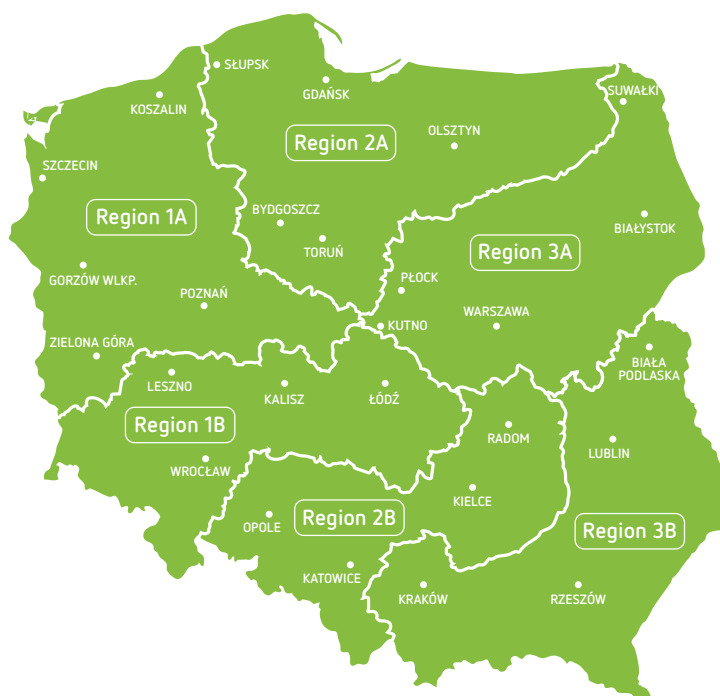 SŁUPSK
GDAŃSK
KOSZALIN
SUWAŁKI
OLSZTYN
Region 2A
SZCZECIN
Region 1A
BYDGOSZCZ
TORUŃ
BIAŁYSTOK
Region 3A
GORZÓW WLKP.
PŁOCK
POZNAŃ
WARSZAWA
KUTNO
ZIELONA GÓRA
BIAŁA
PODLASKA
LESZNO
KALISZ
ŁÓDŹ
Region 1B
RADOM
LUBLIN
WROCŁAW
KIELCE
Region 2B
OPOLE
Region 3B
KATOWICE
KRAKÓW
RZESZÓW